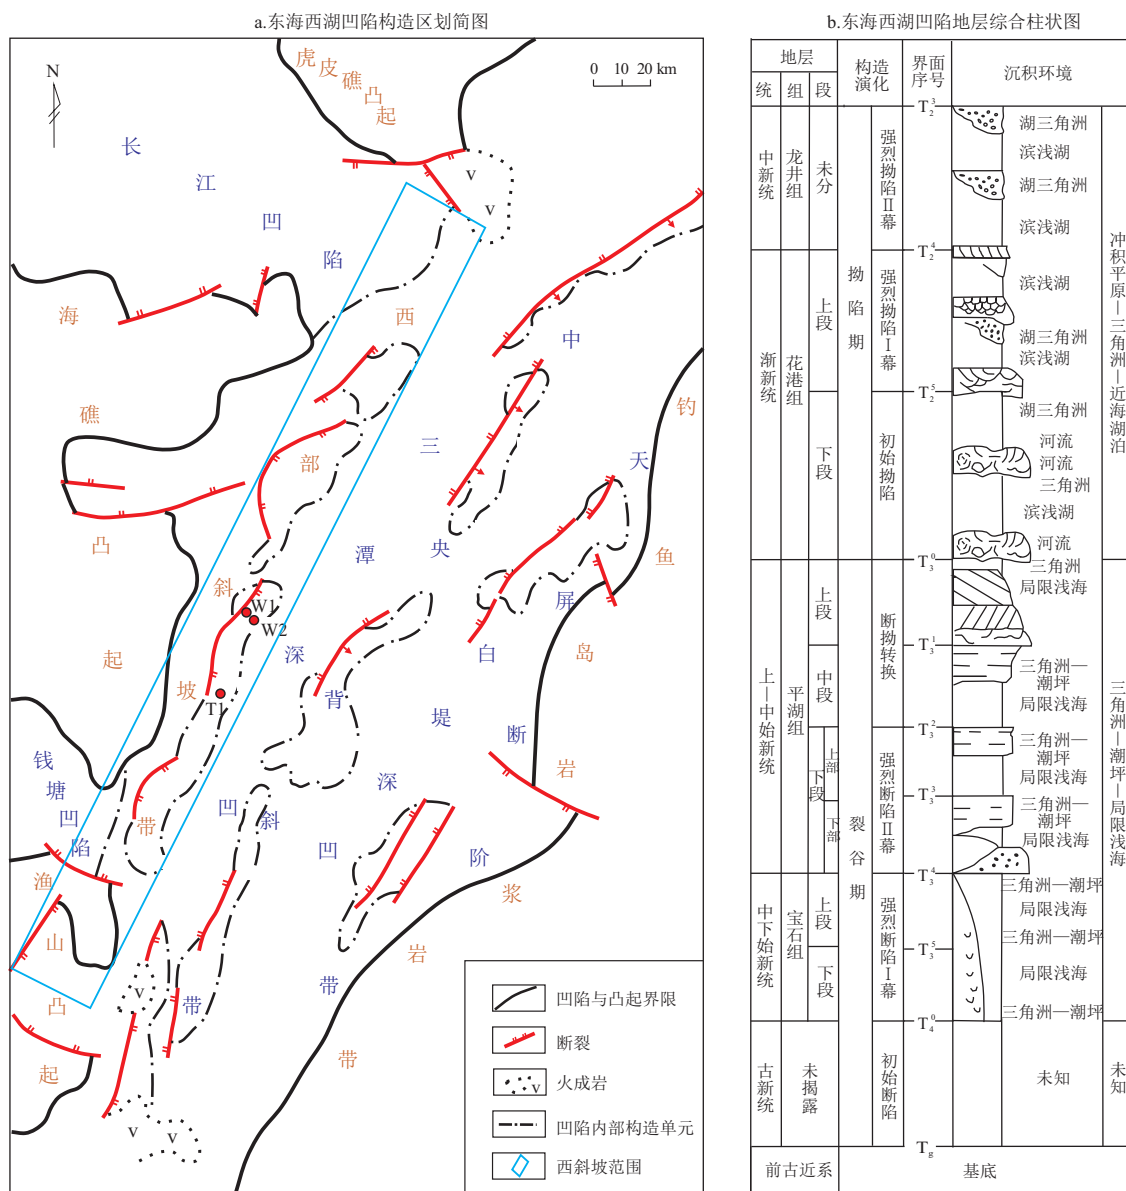 a.东海西湖凹陷构造区划简图
N
0 10 20 km
虎皮礁凸起
长江凹陷
海礁凸起
西部斜坡带
中央背斜带
三潭深凹
白堤深凹
天屏断阶带
钓鱼岛岩浆岩带
钱塘凹陷
渔山凸起
W1
W2
T1
v
v
v
v
v
凹陷与凸起界限
断裂
v
火成岩
凹陷内部构造单元
西斜坡范围
b.东海西湖凹陷地层综合柱状图
地层
构造演化
界面序号
沉积环境
统
组
段
中新统
龙井组
未分
渐新统
花港组
上段
下段
上—中始新统
平湖组
上段
中段
下段
上部
下部
中下始新统
宝石组
上段
下段
古新统
未揭露
前古近系
拗陷期
裂谷期
强烈拗陷Ⅱ幕
强烈拗陷Ⅰ幕
初始拗陷
断拗转换
强烈断陷Ⅱ幕
强烈断陷Ⅰ幕
初始断陷
T₂³
T₂⁴
T₂⁵
T₃⁰
T₃¹
T₃²
T₃³
T₃⁴
T₃⁵
T₄⁰
Tg
湖三角洲
滨浅湖
湖三角洲
滨浅湖
滨浅湖
湖三角洲
滨浅湖
湖三角洲
河流
河流
三角洲
滨浅湖
河流
三角洲
局限浅海
三角洲—
潮坪
局限浅海
三角洲—
潮坪
局限浅海
三角洲—
潮坪
局限浅海
三角洲—潮坪
局限浅海
三角洲—潮坪
局限浅海
三角洲—潮坪
未知
基底
冲积平原—三角洲—近海湖泊
三角洲—潮坪—局限浅海
未知